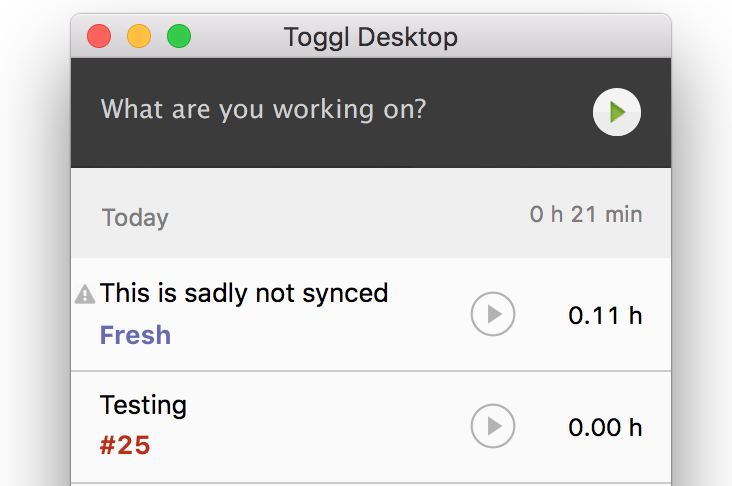 Toggl Desktop
What are you working on?
Today 0 h 21 min
This is sadly not synced
Fresh
0.11 h
Testing
#25
0.00 h